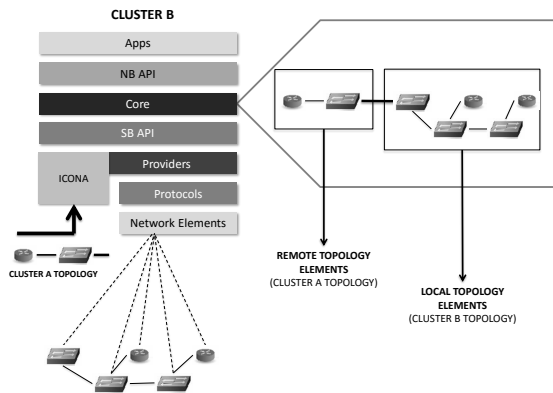 CLUSTER B
Apps
NB API
Core
SB API
ICONA
Providers
Protocols
Network Elements
CLUSTER A TOPOLOGY
REMOTE TOPOLOGY
ELEMENTS
(CLUSTER A TOPOLOGY)
LOCAL TOPOLOGY
ELEMENTS
(CLUSTER B TOPOLOGY)